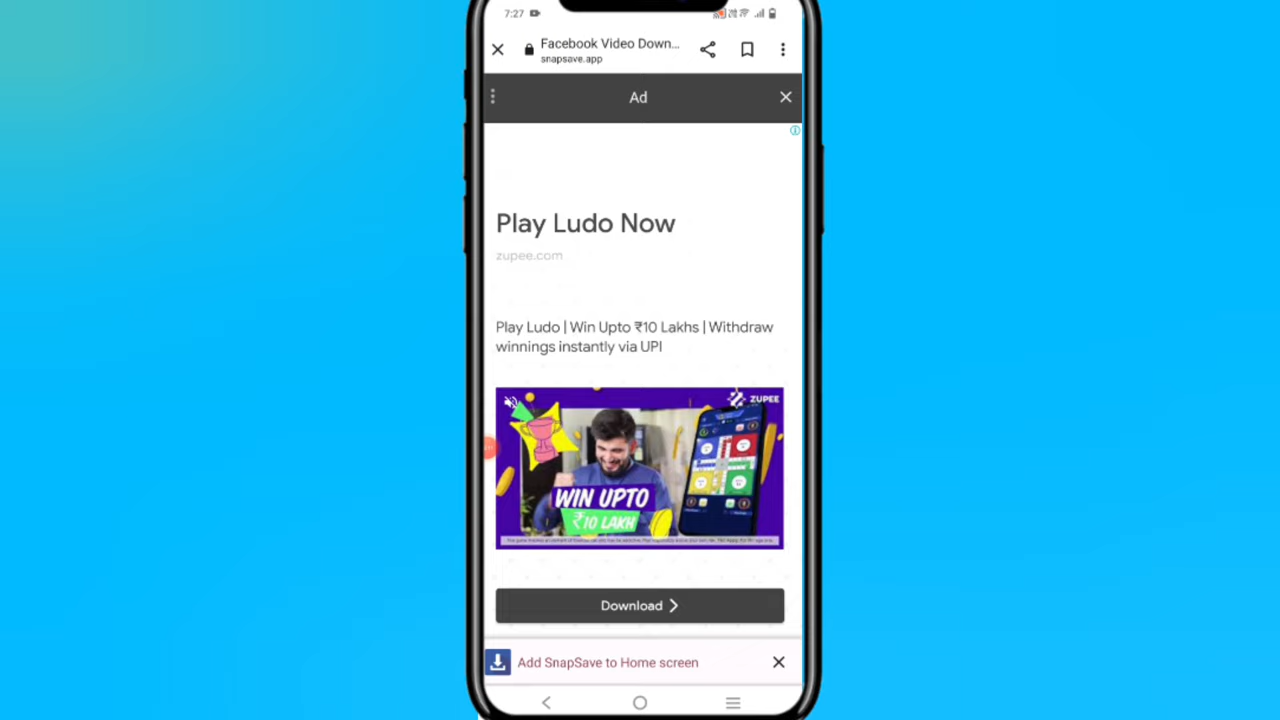 7:27
Facebook Video Down...
snapsave.app
Ad
Play Ludo Now
zupee.com
Play Ludo | Win Upto ₹10 Lakhs | Withdraw
winnings instantly via UPI
ZUPEE
WIN UPTO
₹10 LAKH
Download
Add SnapSave to Home screen